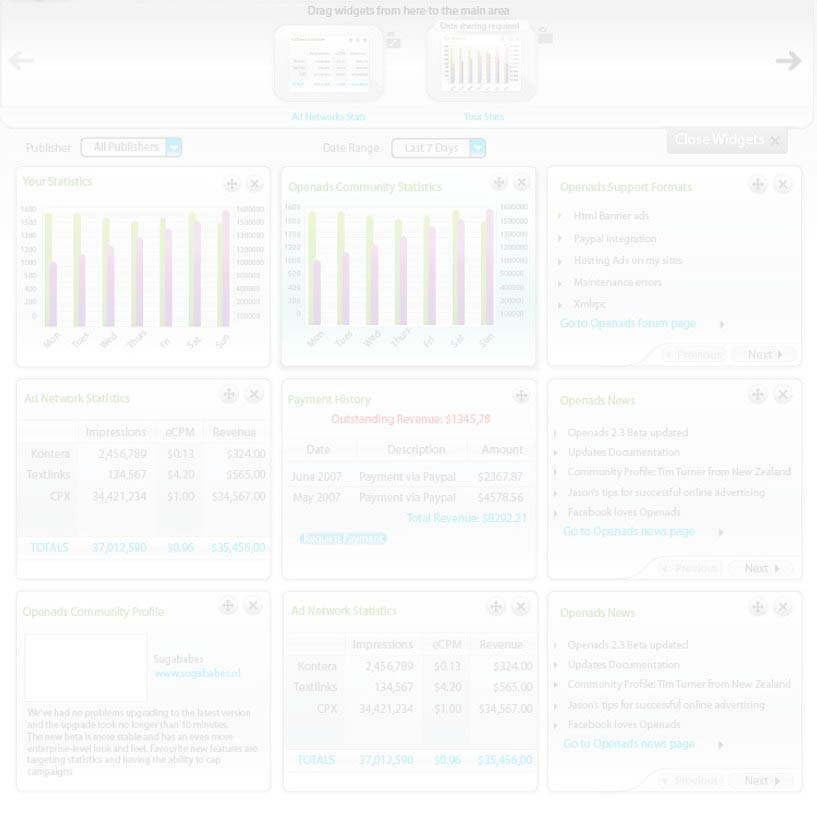 Drag widgets from here to the main area
Data sharing required
Ad Networks Stats
Your Stats
Close Widgets
Publisher
All Publishers
Date Range
Last 7 Days
Your Statistics
1600
1500
1300
1200
1000
500
400
200
0
1600000
1500000
1300000
1200000
1000000
800000
400000
200000
100000
Mon
Tues
Wed
Thurs
Fri
Sat
Sun
Openads Community Statistics
1600
1500
1300
1200
1000
500
400
200
0
1600000
1500000
1300000
1200000
1000000
500000
400000
200000
100000
Mon
Tues
Wed
Thurs
Fri
Sat
Sun
Openads Support Formats
Html Banner ads
Paypal Integration
Hosting Ads on my sites
Maintenance errors
Xmlrpc
Go to Openads forum page
Previous
Next
Ad Network Statistics
Impressions eCPM Revenue
Kontera 2,456,789 $0.13 $324.00
Textlinks 134,567 $4.20 $565.00
CPX 34,421,234 $1.00 $34,567.00
TOTALS 37,012,590 $0.96 $35,456,00
Payment History
Outstanding Revenue: $1345,78
Date Description Amount
June 2007 Payment via Paypal $2367.87
May 2007 Payment via Paypal $4578.56
Total Revenue: $8292.21
Request Payment
Openads News
Openads 2.3 Beta updated
Updates Documentation
Community Profile: Tim Turner from New Zealand
Jason's tips for successful online advertising
Facebook loves Openads
Go to Openads news page
Previous
Next
Openads Community Profile
Sugababes
www.sugababes.nl
We've had no problems upgrading to the latest version
and the upgrade took no longer than 10 minutes.
The new beta is more stable and has an even more
enterprise-level look and feel. Favourite new features are
targeting statistics and having the ability to cap
campaigns
Ad Network Statistics
Impressions eCPM Revenue
Kontera 2,456,789 $0.13 $324.00
Textlinks 134,567 $4.20 $565.00
CPX 34,421,234 $1.00 $34,567.00
TOTALS 37,012,590 $0.96 $35,456,00
Openads News
Openads 2.3 Beta updated
Updates Documentation
Community Profile: Tim Turner from New Zealand
Jason's tips for successful online advertising
Facebook loves Openads
Go to Openads news page
Previous
Next